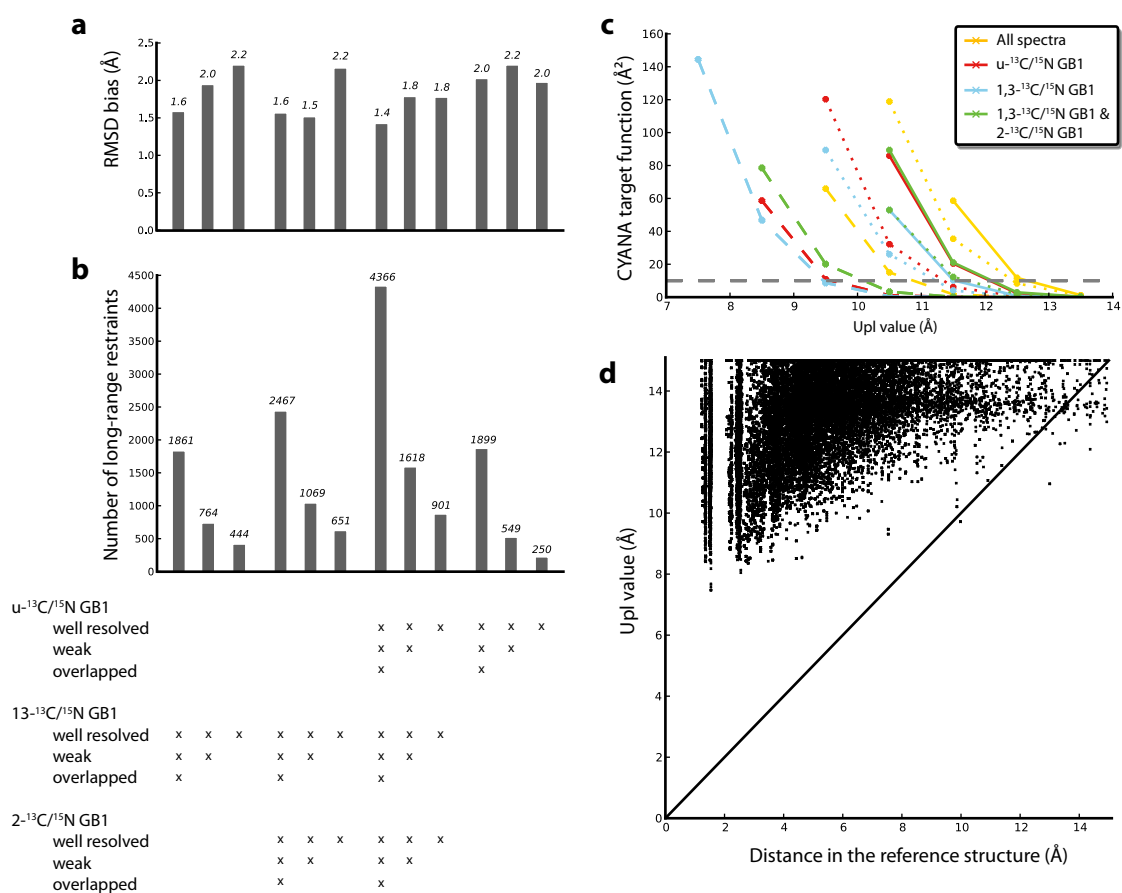 a
RMSD bias (Å)
2.5
2.0
1.5
1.0
0.5
0.0
1.6
2.0
2.2
1.6
1.5
2.2
1.4
1.8
1.8
2.0
2.2
2.0
b
Number of long-range restraints
4500
4000
3500
3000
2500
2000
1500
1000
500
0
1861
764
444
2467
1069
651
4366
1618
901
1899
549
250
u-¹³C/¹⁵N GB1
well resolved x x x x x x
weak x x x x
overlapped x x
13-¹³C/¹⁵N GB1
well resolved x x x x x x x x x
weak x x x x x x
overlapped x x x
2-¹³C/¹⁵N GB1
well resolved x x x x x x
weak x x x x
overlapped x x
c
CYANA target function (Å²)
160
140
120
100
80
60
40
20
0
7 8 9 10 11 12 13 14
Upl value (Å)
All spectra
u-¹³C/¹⁵N GB1
1,3-¹³C/¹⁵N GB1
1,3-¹³C/¹⁵N GB1 &
2-¹³C/¹⁵N GB1
d
Upl value (Å)
14
12
10
8
6
4
2
0
0 2 4 6 8 10 12 14
Distance in the reference structure (Å)